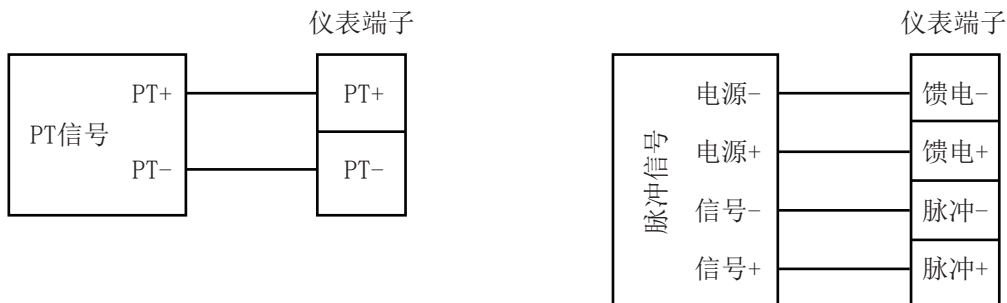 仪表端子
PT信号
PT+
PT-
PT+
PT-
仪表端子
脉冲信号
电源-
电源+
信号-
信号+
馈电-
馈电+
脉冲-
脉冲+